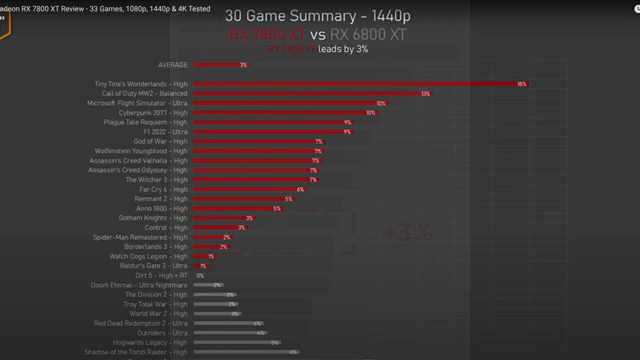 adeon RX 7800 XT Review - 33 Games, 1080p, 1440p & 4K Tested
30 Game Summary - 1440p
RX 7800 XT vs RX 6800 XT
RX 7800 XT leads by 3%
AVERAGE 3%
Tiny Tina's Wonderlands - High 18%
Call of Duty MW2 - Balanced 13%
Microsoft Flight Simulator - Ultra 10%
Cyberpunk 2077 - High 10%
Plague Tale Requiem - High 9%
F1 2022 - Ultra 9%
God of War - High 7%
Wolfenstein Youngblood - High 7%
Assassin's Creed Valhalla - High 7%
Assassin's Creed Odyssey - High 7%
The Witcher 3 - High 7%
Far Cry 6 - High 6%
Remnant 2 - High 5%
Anno 1800 - High 5%
Gotham Knights - High 3%
Control - High 3%
Spider-Man Remastered - High 2%
Borderlands 3 - High 2%
Watch Dogs Legion - High 1%
Baldur's Gate 3 - Ultra 1%
Dirt 5 - High + RT 0%
Doom Eternal - Ultra Nightmare
The Division 2 - High
Troy Total War - High
World War Z - High
Red Dead Redemption 2 - Ultra
Outriders - Ultra
Hogwarts Legacy - High
Shadow of the Tomb Raider - High
+3%